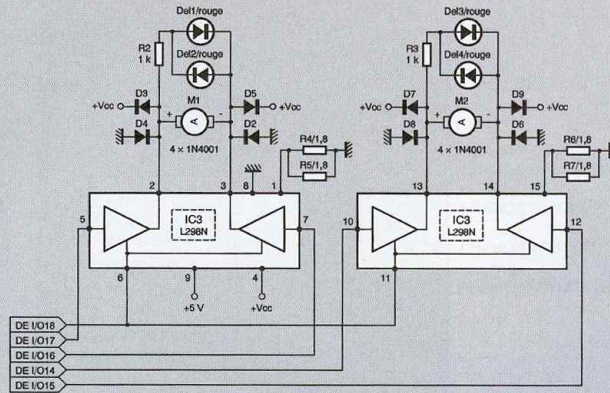 Del1/rouge
R2
1 k
Del2/rouge
D3
+Vcc
D4
M1
+ A -
D5
+Vcc
D2
4 x 1N4001
R4/1,8
R5/1,8
2 3 8 1
5
IC3
L298N
7
6 9 4
+5 V
+Vcc
Del3/rouge
R3
1 k
Del4/rouge
D7
+Vcc
D8
M2
+ A -
D9
+Vcc
D6
4 x 1N4001
R6/1,8
R7/1,8
13 14 15
10
IC3
L298N
12
11
DE I/O18
DE I/O17
DE I/O16
DE I/O14
DE I/O15